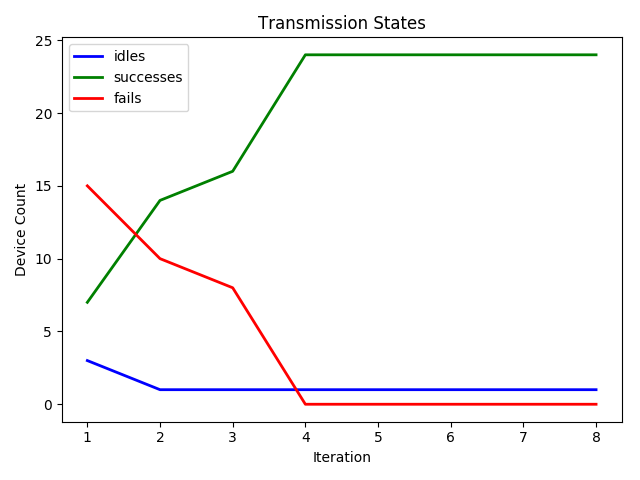 Transmission States
idles
successes
fails
Device Count
25
20
15
10
5
0
1 2 3 4 5 6 7 8
Iteration